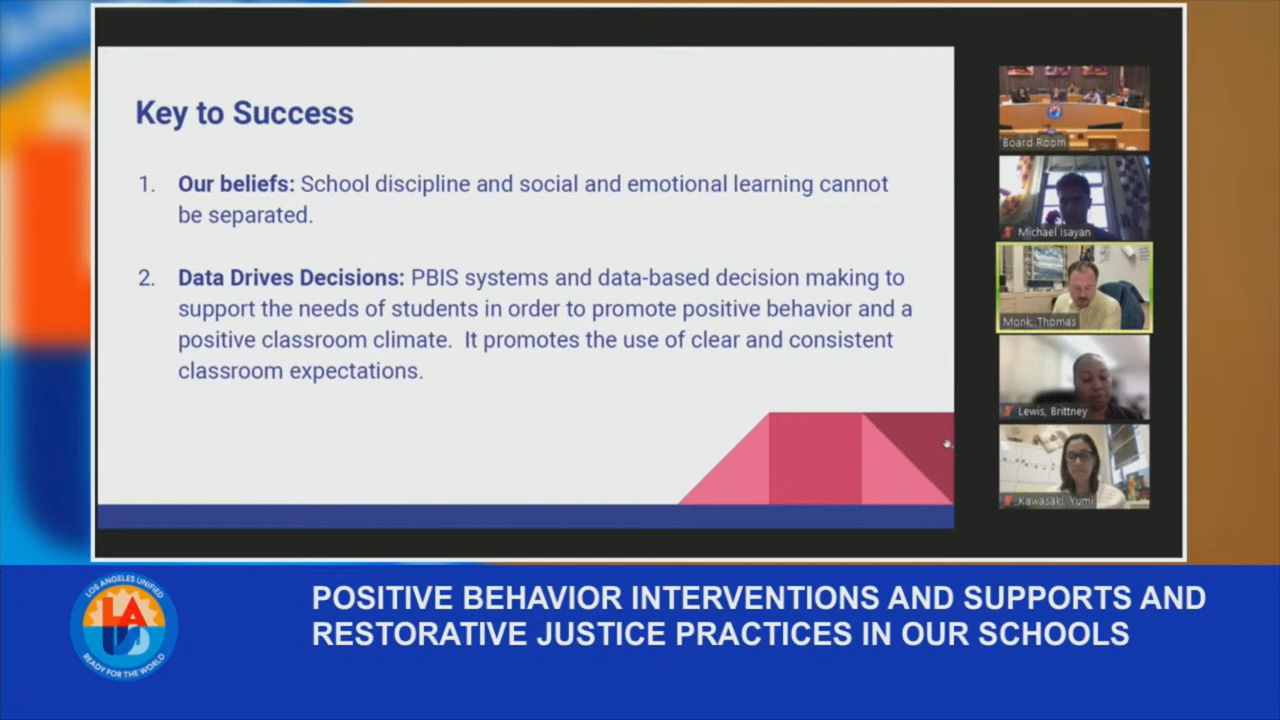 Key to Success
1. Our beliefs: School discipline and social and emotional learning cannot
be separated.
2. Data Drives Decisions: PBIS systems and data-based decision making to
support the needs of students in order to promote positive behavior and a
positive classroom climate. It promotes the use of clear and consistent
classroom expectations.
Board Room
Michael Isayan
Monk, Thomas
Lewis, Brittney
Kawasaki, Yumi
LOS ANGELES UNIFIED
LAUSD
READY FOR THE WORLD
POSITIVE BEHAVIOR INTERVENTIONS AND SUPPORTS AND
RESTORATIVE JUSTICE PRACTICES IN OUR SCHOOLS